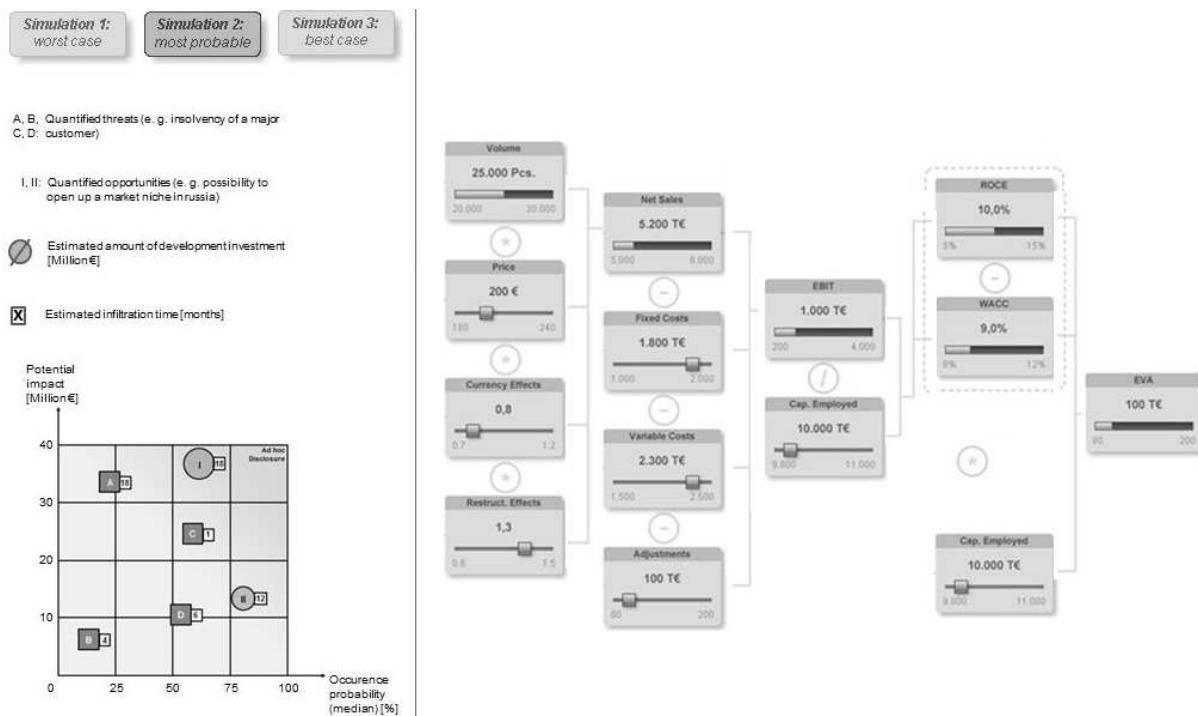 Simulation 1:
worst case
Simulation 2:
most probable
Simulation 3:
best case
A, B, Quantified threats (e. g. insolvency of a major
C, D: customer)
I, II: Quantified opportunities (e. g. possibility to
open up a market niche in russia)
Estimated amount of development investment
[Million €]
X Estimated infiltration time [months]
Potential
impact
[Million €]
40
30
20
10
0 25 50 75 100
Occurence
probability
(median) [%]
Ad hoc
Disclosure
A 18
I 18
C 1
II 12
D 6
B 4
Volume
25.000 Pcs.
20.000 30.000
*
Price
200 €
180 240
*
Currency Effects
0,8
0.7 1.2
*
Restruct. Effects
1,3
0.8 1.5
Net Sales
5.200 T€
5.000 6.000
–
Fixed Costs
1.800 T€
1.000 2.000
–
Variable Costs
2.300 T€
1.500 2.500
–
Adjustments
100 T€
80 200
EBIT
1.000 T€
200 4.000
/
Cap. Employed
10.000 T€
9.800 11.000
ROCE
10,0%
5% 15%
–
WACC
9,0%
8% 12%
*
Cap. Employed
10.000 T€
9.800 11.000
EVA
100 T€
80 200